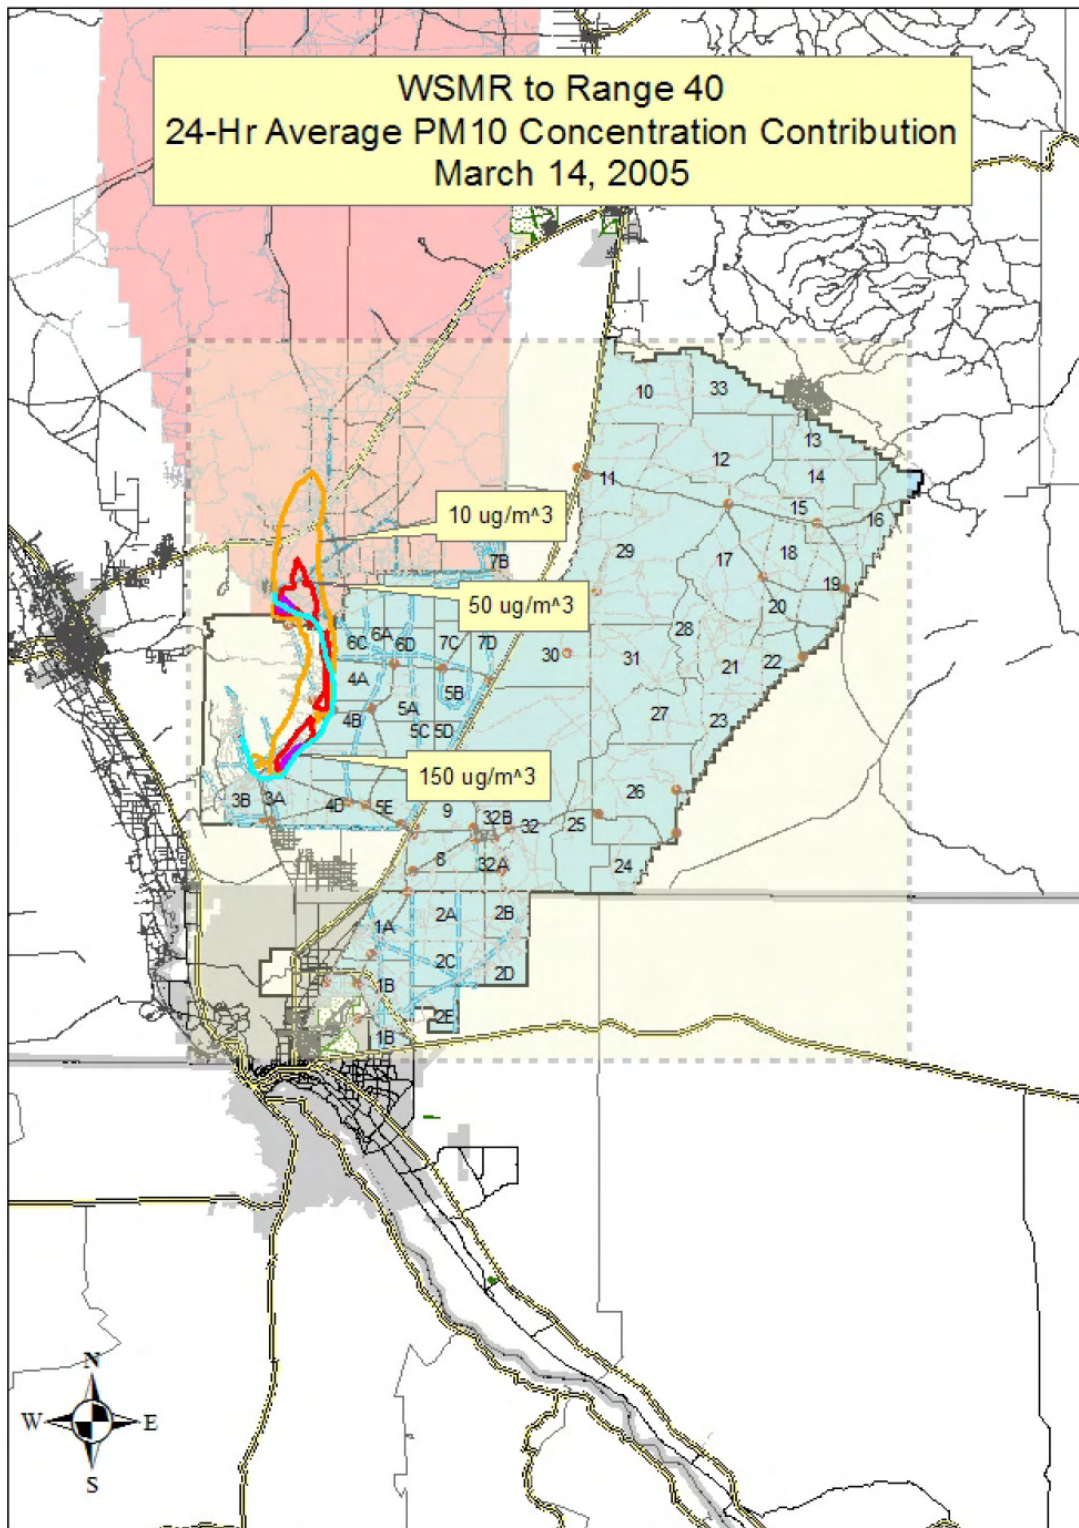 WSMR to Range 40
24-Hr Average PM10 Concentration Contribution
March 14, 2005
10
33
13
12
14
11
15
16
10 ug/m^3
29
7B
17
18
19
50 ug/m^3
20
28
6A
6C
6D
7C
7D
30
31
21
22
4A
5B
5A
4B
27
23
5C
5D
150 ug/m^3
26
3B
3A
4D
5E
9
32B
32
25
8
32A
24
2A
2B
1A
2C
2D
1B
2E
1B
N
W
E
S